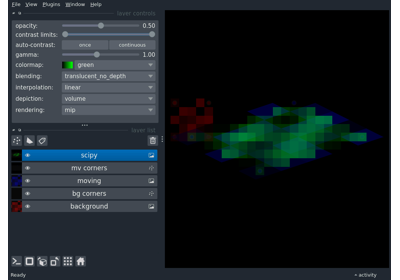 File View Plugins Window Help
layer controls
opacity: 0.50
contrast limits:
auto-contrast: once continuous
gamma: 1.00
colormap: green
blending: translucent_no_depth
interpolation: linear
depiction: volume
rendering: mip
layer list
scipy
mv corners
moving
bg corners
background
Ready activity